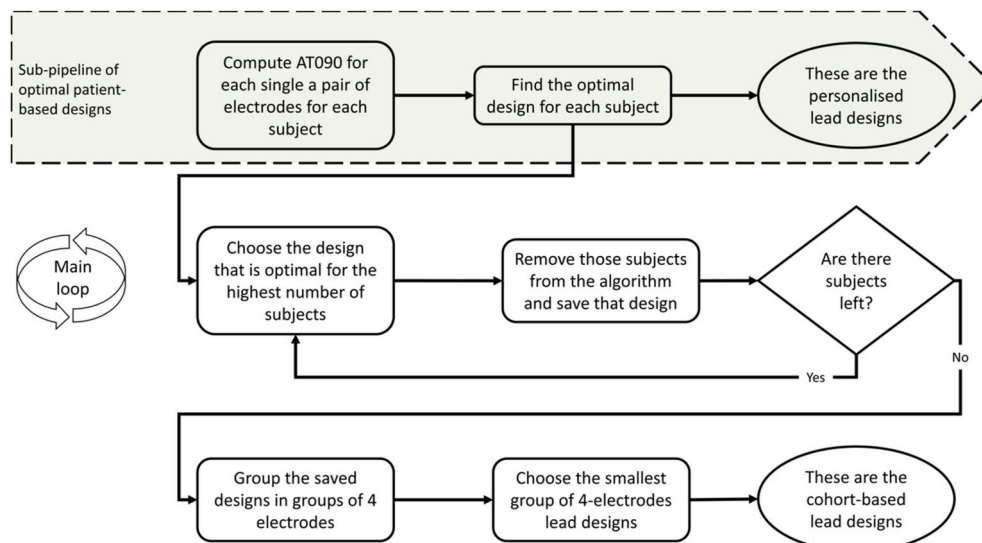 Sub-pipeline of
optimal patient-
based designs
Compute AT090 for
each single a pair of
electrodes for each
subject
Find the optimal
design for each subject
These are the
personalised
lead designs
Main
loop
Choose the design
that is optimal for the
highest number of
subjects
Remove those subjects
from the algorithm
and save that design
Are there
subjects
left?
Yes
No
Group the saved
designs in groups of 4
electrodes
Choose the smallest
group of 4-electrodes
lead designs
These are the
cohort-based
lead designs